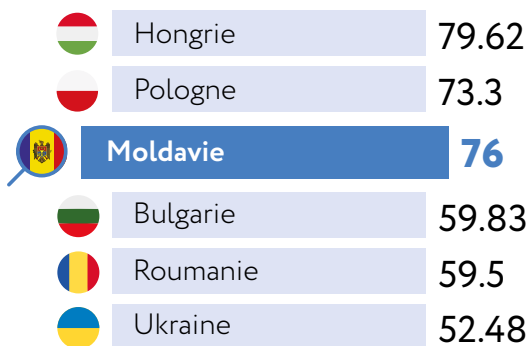 Hongrie 79.62
Pologne 73.3
Moldavie 76
Bulgarie 59.83
Roumanie 59.5
Ukraine 52.48